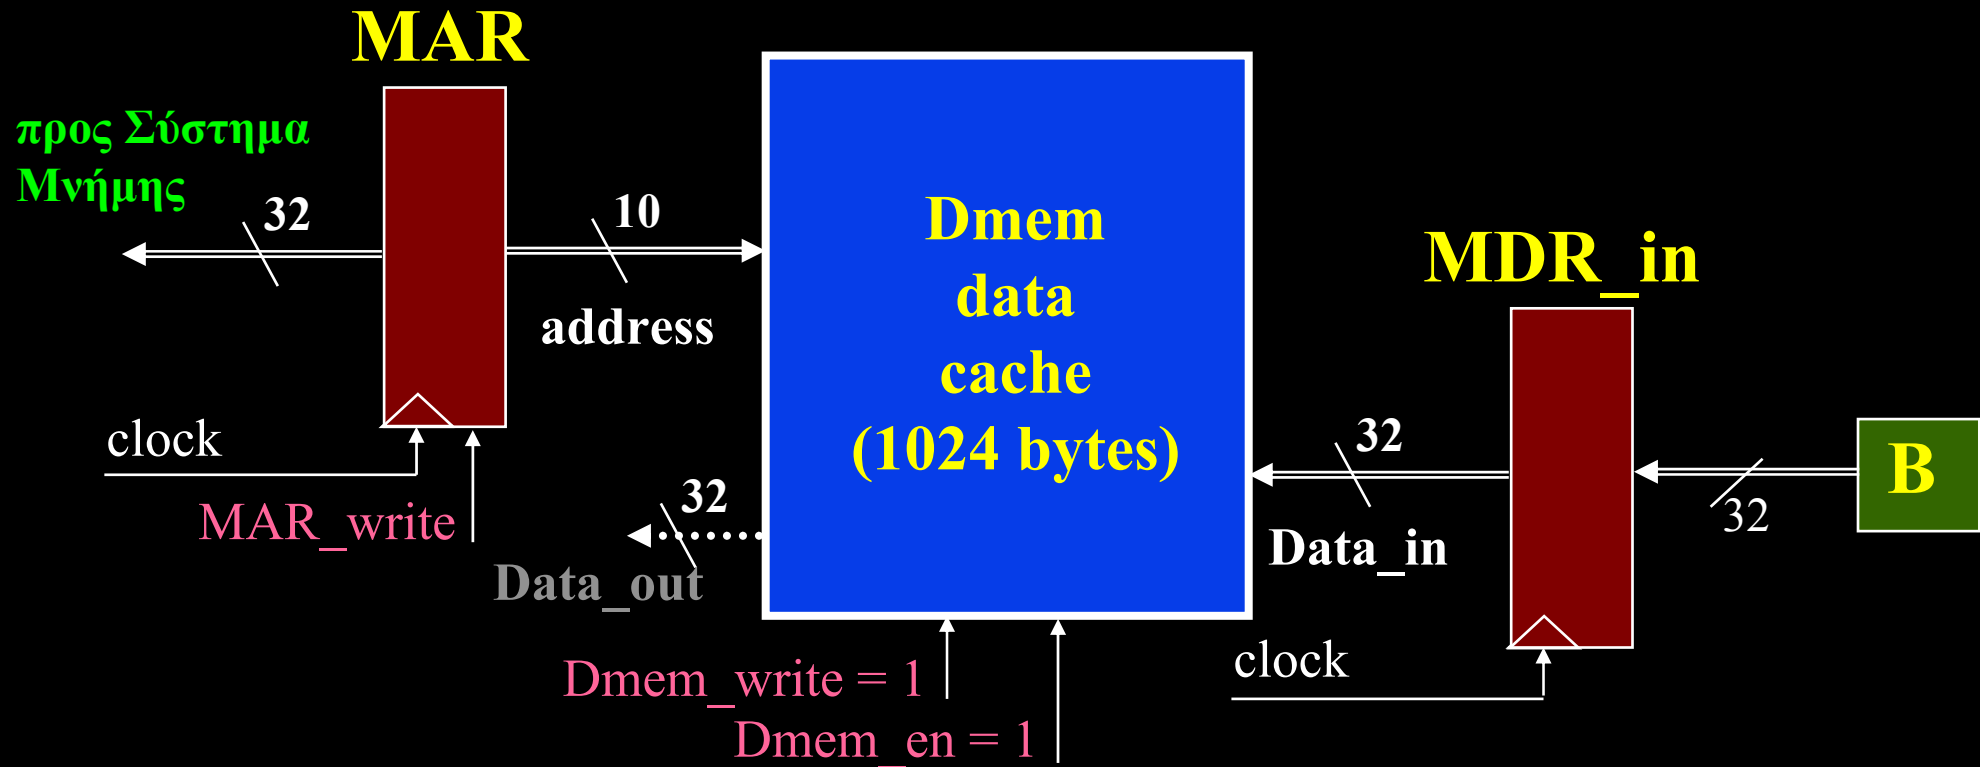 MAR
προς Σύστημα
Μνήμης
32
10
address
Dmem
data
cache
(1024 bytes)
MDR_in
clock
MAR_write
32
Data_out
32
Data_in
32
B
Dmem_write = 1
Dmem_en = 1
clock